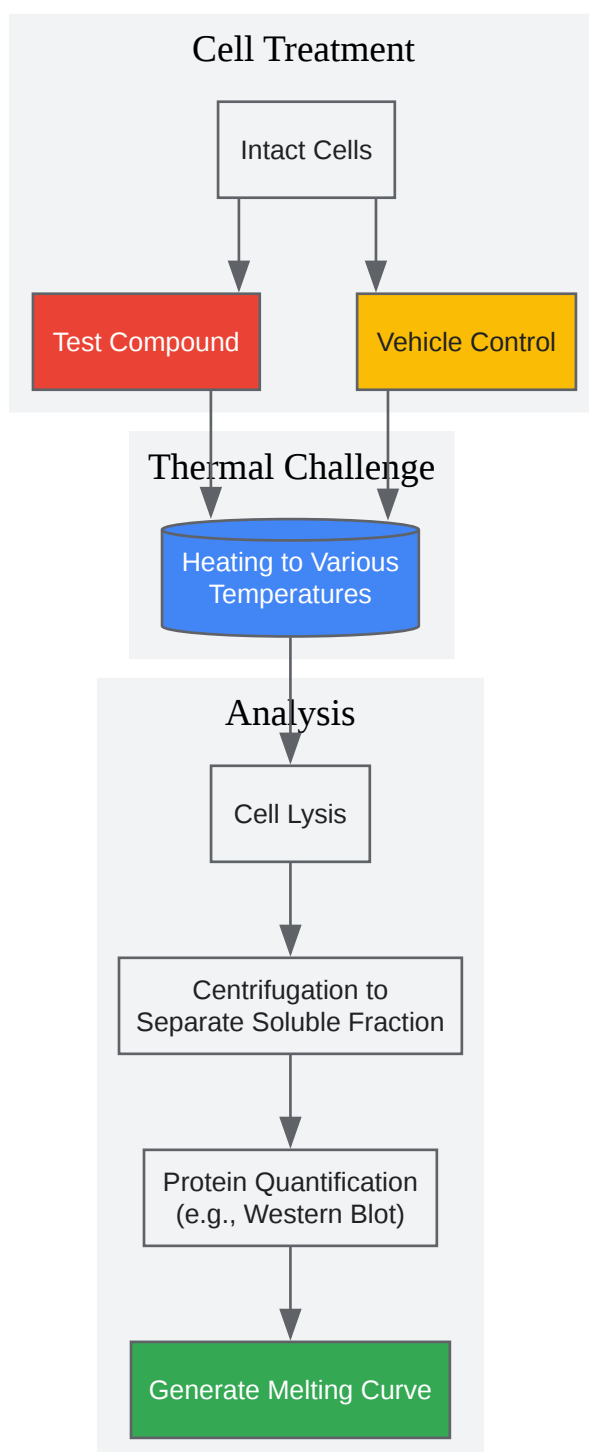 Cell Treatment
Intact Cells
Test Compound
Vehicle Control
Thermal Challenge
Heating to Various
Temperatures
Analysis
Cell Lysis
Centrifugation to
Separate Soluble Fraction
Protein Quantification
(e.g., Western Blot)
Generate Melting Curve